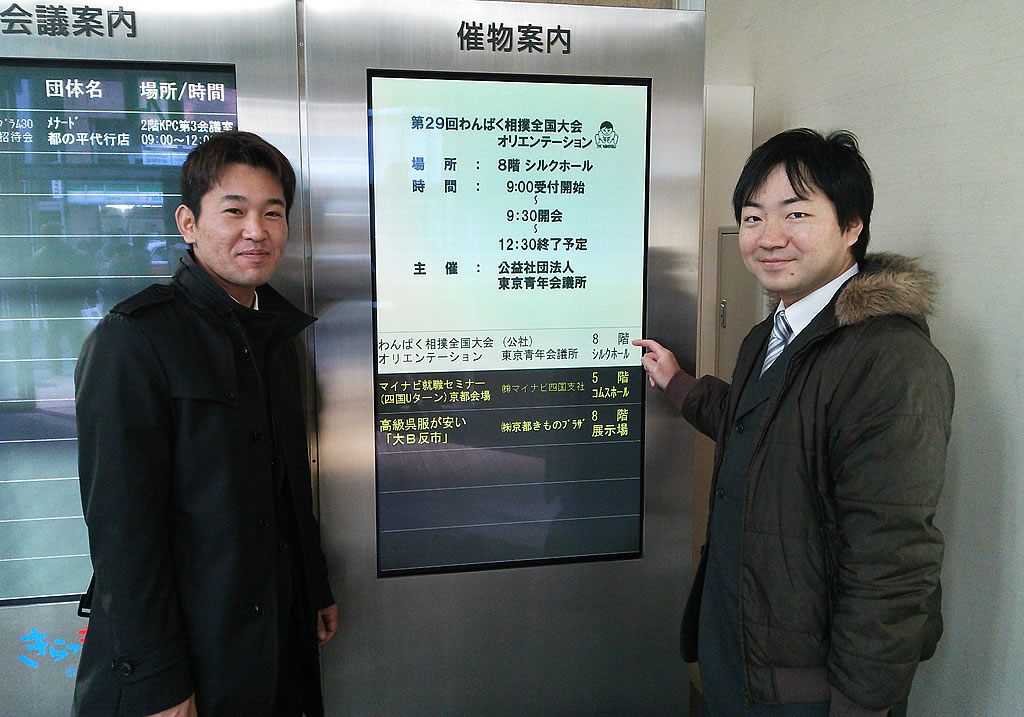 会議案内
団体名 場所/時間
ﾒﾅｰﾄﾞ
都の平代行店
2階KPC第3会議室
招待会
催物案内
第29回わんぱく相撲全国大会
オリエンテーション
場 所 : 8階 シルクホール
時 間 : 9:00受付開始
~
9:30開会
~
12:30終了予定
主 催 : 公益社団法人
東京青年会議所
わんぱく相撲全国大会 (公社) 8 階
オリエンテーション 東京青年会議所 ｼﾙｸﾎｰﾙ
マイナビ就職セミナー ㈱マイナビ四国支社 5 階
(四国Uターン)京都会場 コムスホール
高級呉服が安い ㈱京都きものﾌﾟﾗｻﾞ 8 階
「大B反市」 展示場